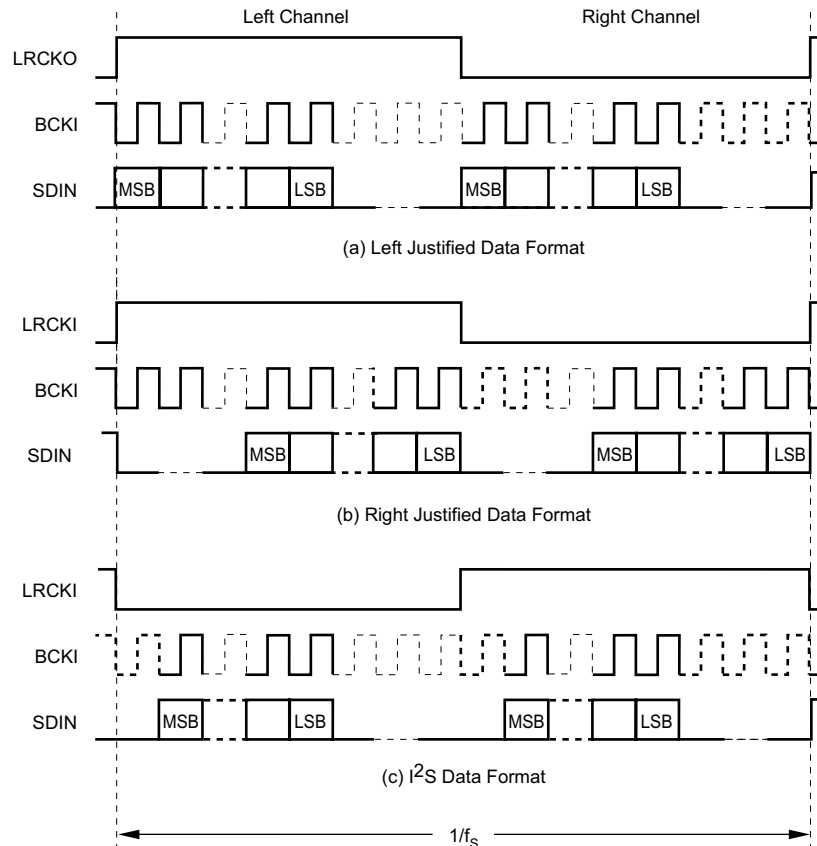 Left Channel Right Channel
LRCKO
BCKI
SDIN MSB LSB MSB LSB
(a) Left Justified Data Format
LRCKI
BCKI
SDIN MSB LSB MSB LSB
(b) Right Justified Data Format
LRCKI
BCKI
SDIN MSB LSB MSB LSB
(c) I²S Data Format
1/fₛ